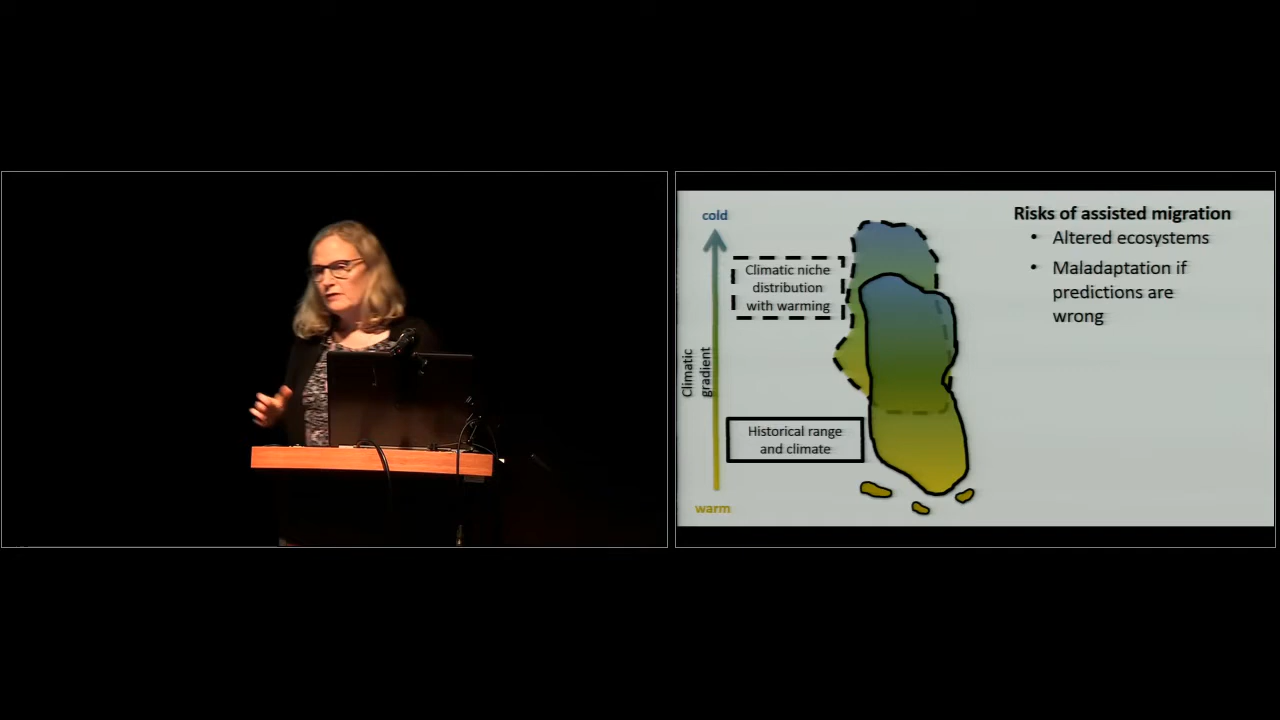 cold
Climatic niche
distribution
with warming
Climatic
gradient
Historical range
and climate
warm
Risks of assisted migration
• Altered ecosystems
• Maladaptation if
predictions are
wrong